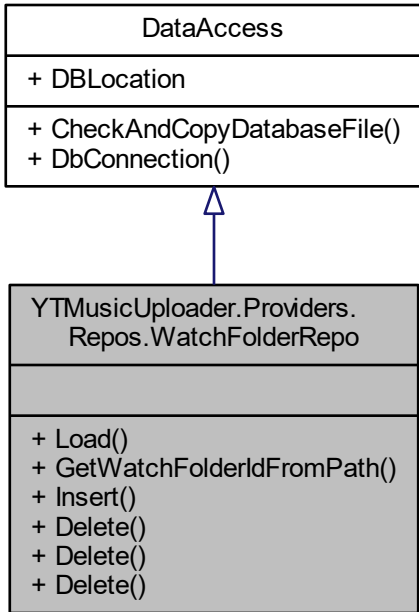 DataAccess
+ DBLocation
+ CheckAndCopyDatabaseFile()
+ DbConnection()
YTMusicUploader.Providers.
Repos.WatchFolderRepo
+ Load()
+ GetWatchFolderIdFromPath()
+ Insert()
+ Delete()
+ Delete()
+ Delete()